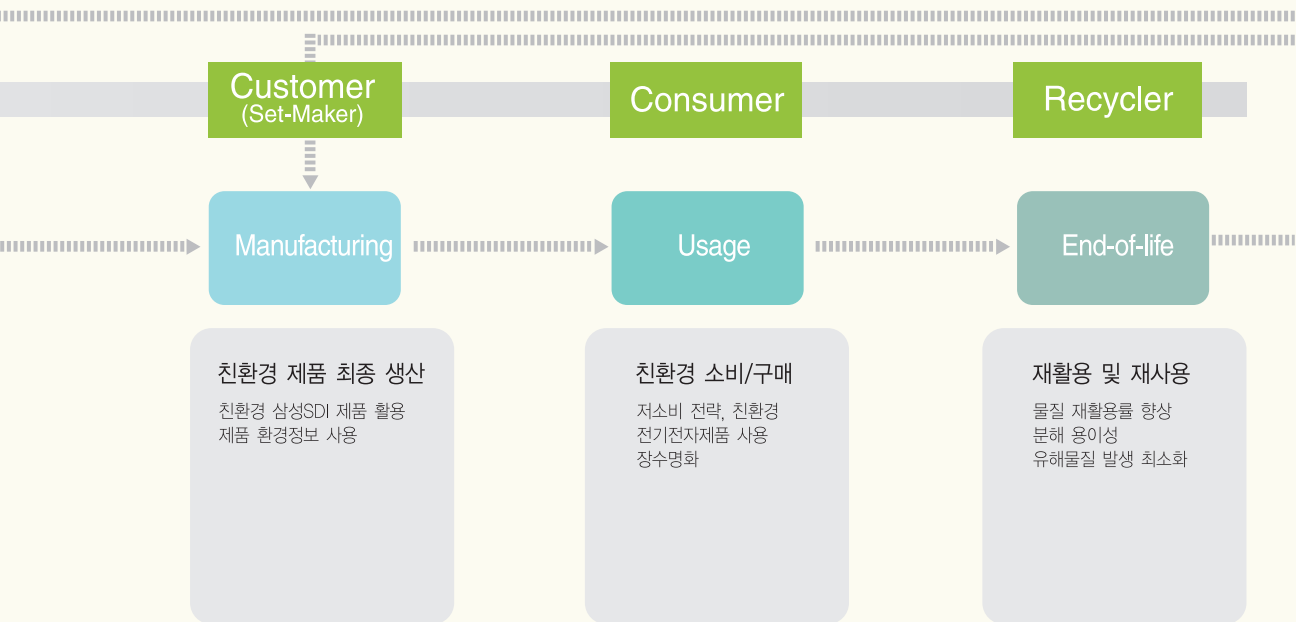 Customer
(Set-Maker)
Consumer
Recycler
Manufacturing
Usage
End-of-life
친환경 제품 최종 생산
친환경 삼성SDI 제품 활용
제품 환경정보 사용
친환경 소비/구매
저소비 전략, 친환경
전기전자제품 사용
장수명화
재활용 및 재사용
물질 재활용률 향상
분해 용이성
유해물질 발생 최소화